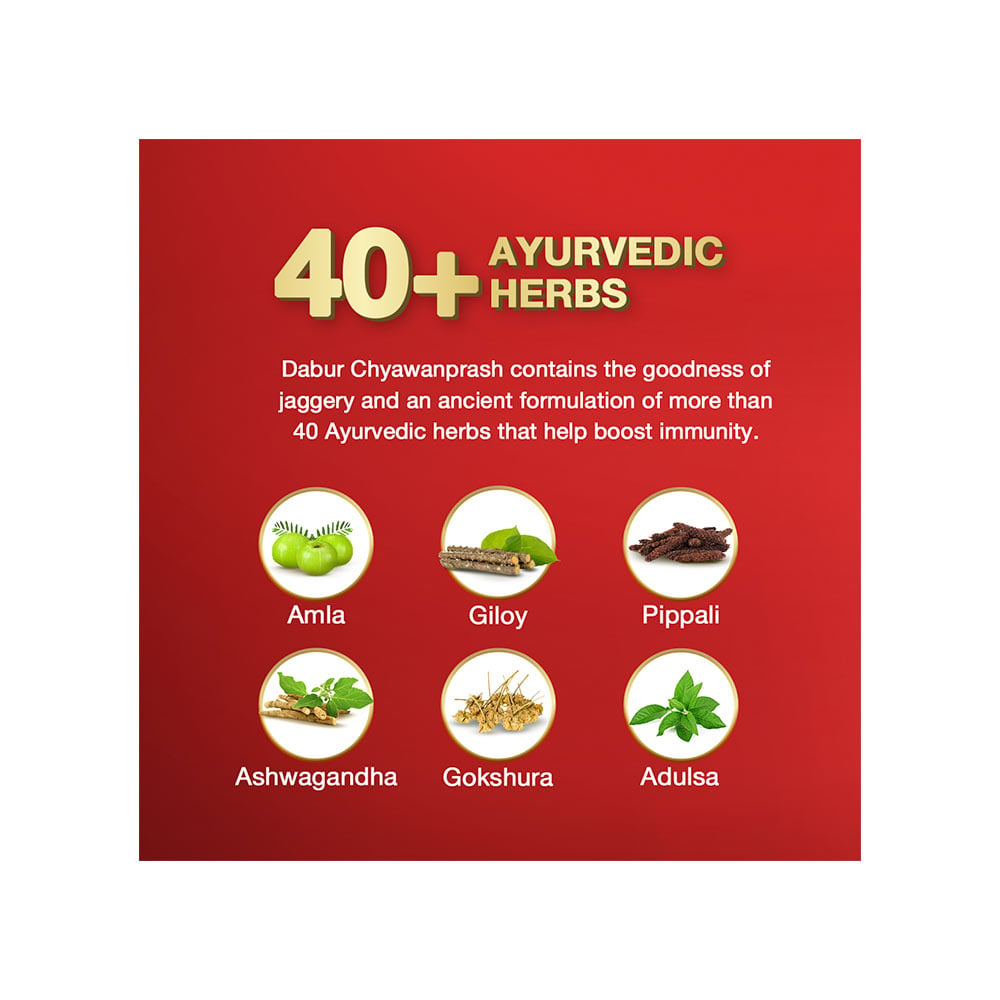 40+ AYURVEDIC
HERBS
Dabur Chyawanprash contains the goodness of
jaggery and an ancient formulation of more than
40 Ayurvedic herbs that help boost immunity.
Amla
Giloy
Pippali
Ashwagandha
Gokshura
Adulsa